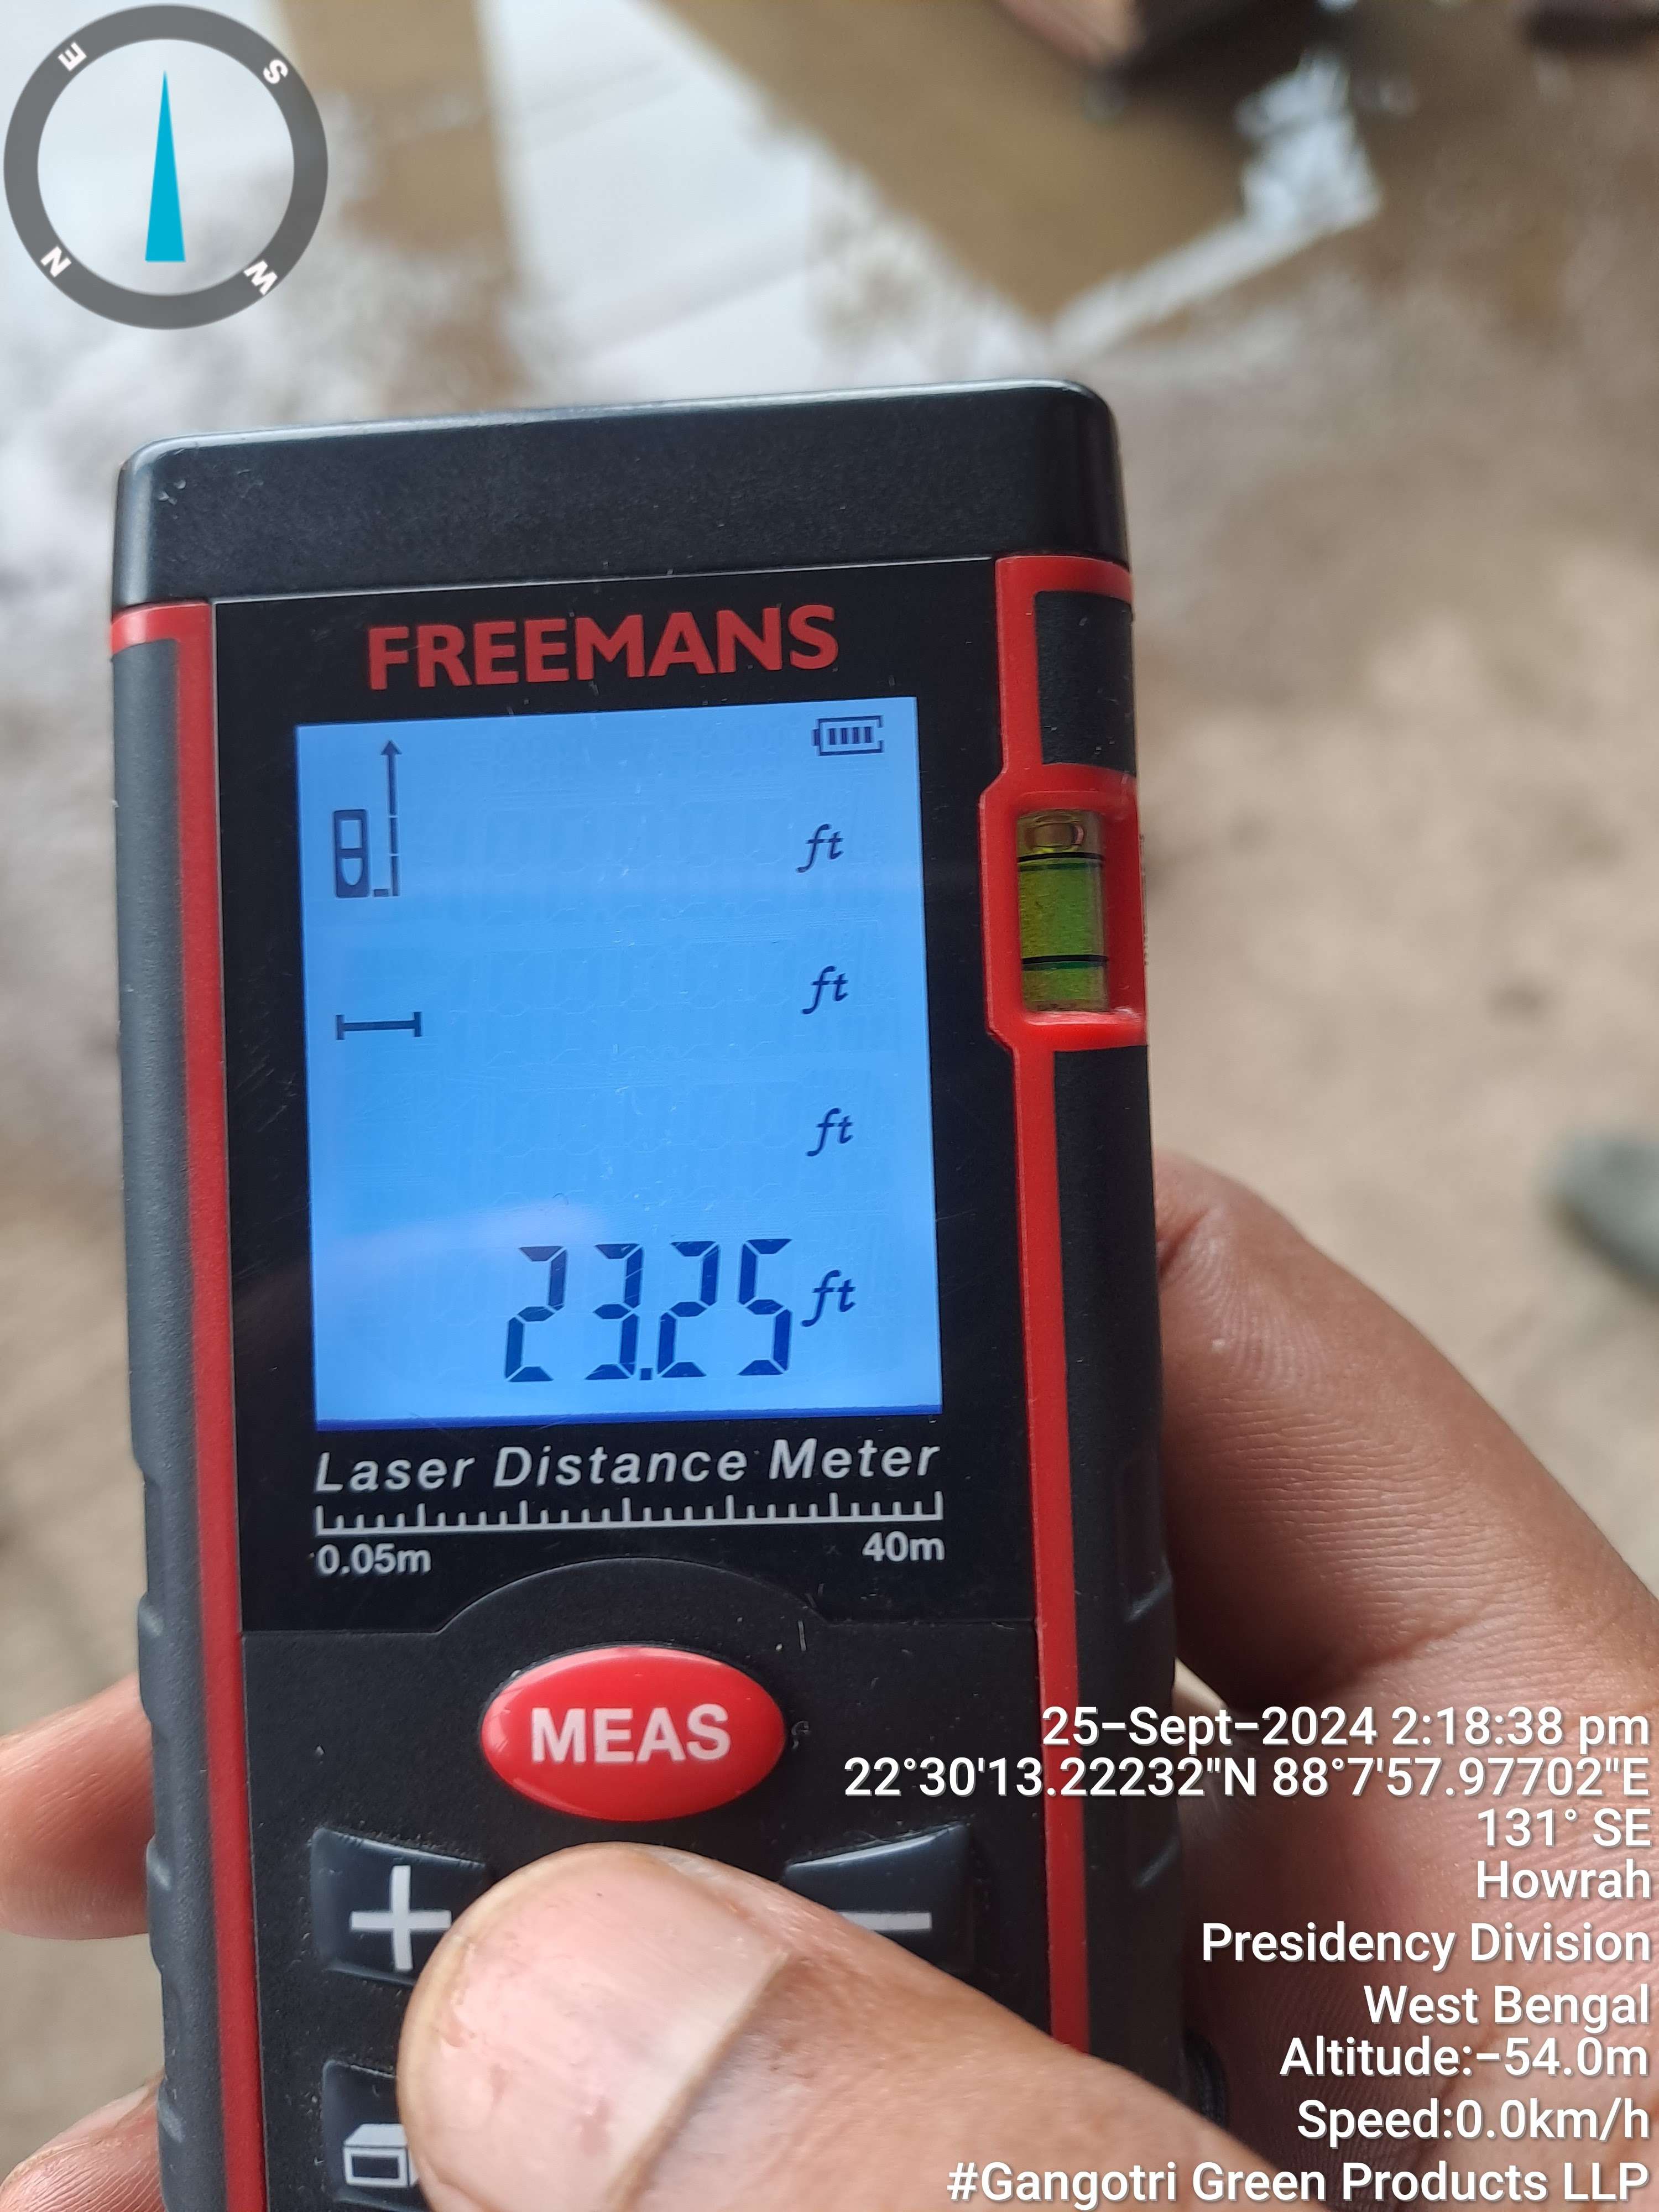 E
S
N
W
FREEMANS
ft
ft
ft
23.25 ft
Laser Distance Meter
0.05m 40m
MEAS
25-Sept-2024 2:18:38 pm
22°30'13.22232"N 88°7'57.97702"E
131° SE
Howrah
Presidency Division
West Bengal
Altitude:-54.0m
Speed:0.0km/h
#Gangotri Green Products LLP